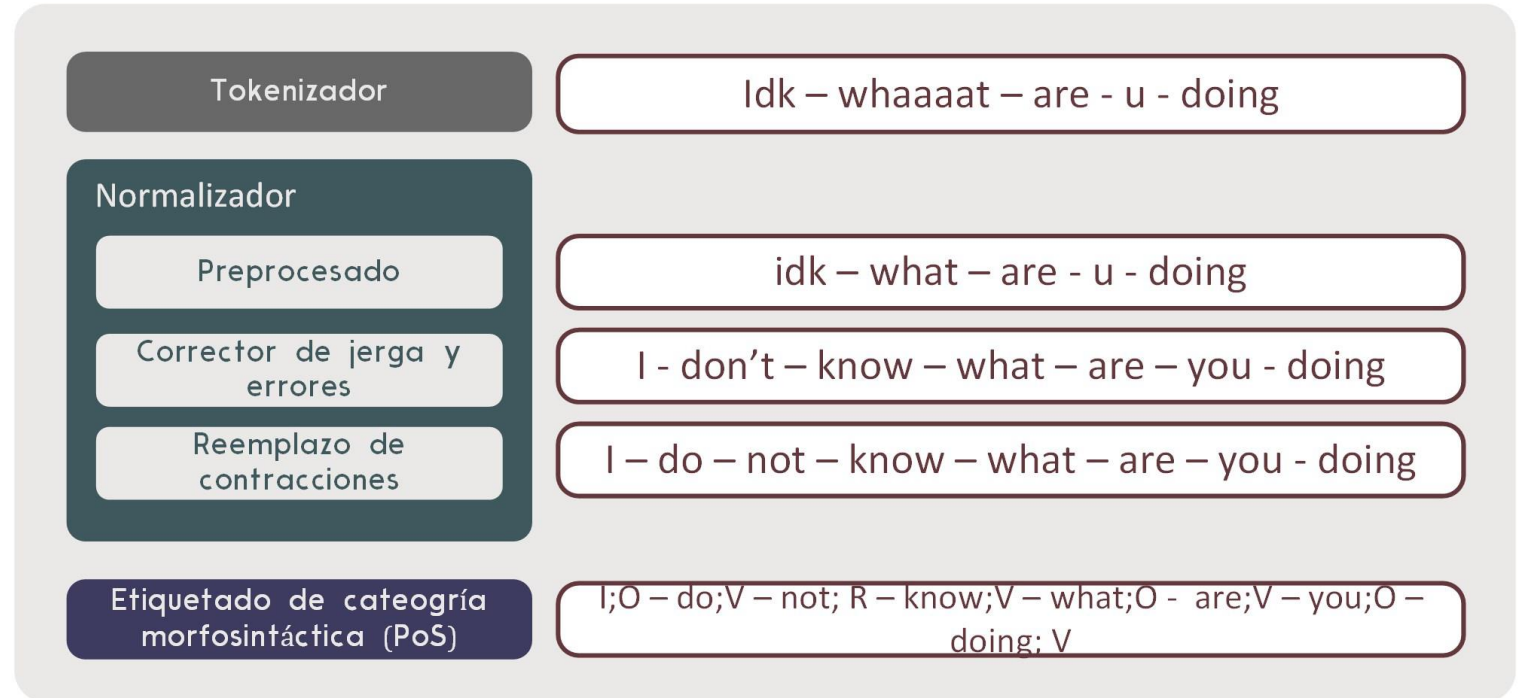 Tokenizador
Idk – whaaaat – are - u - doing
Normalizador
Preprocesado
idk – what – are - u - doing
Corrector de jerga y
errores
I - don’t – know – what – are – you - doing
Reemplazo de
contracciones
I – do – not – know – what – are – you - doing
Etiquetado de cateogría
morfosintáctica (PoS)
I;O – do;V – not; R – know;V – what;O - are;V – you;O –
doing; V